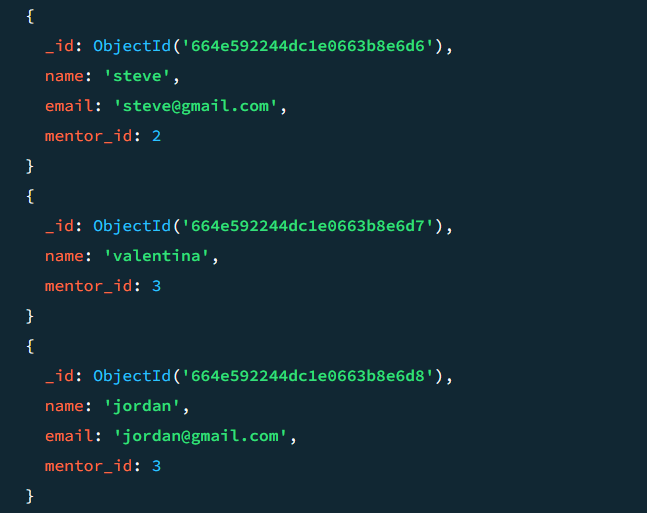 {
_id: ObjectId('664e592244dc1e0663b8e6d6'),
name: 'steve',
email: 'steve@gmail.com',
mentor_id: 2
}
{
_id: ObjectId('664e592244dc1e0663b8e6d7'),
name: 'valentina',
mentor_id: 3
}
{
_id: ObjectId('664e592244dc1e0663b8e6d8'),
name: 'jordan',
email: 'jordan@gmail.com',
mentor_id: 3
}